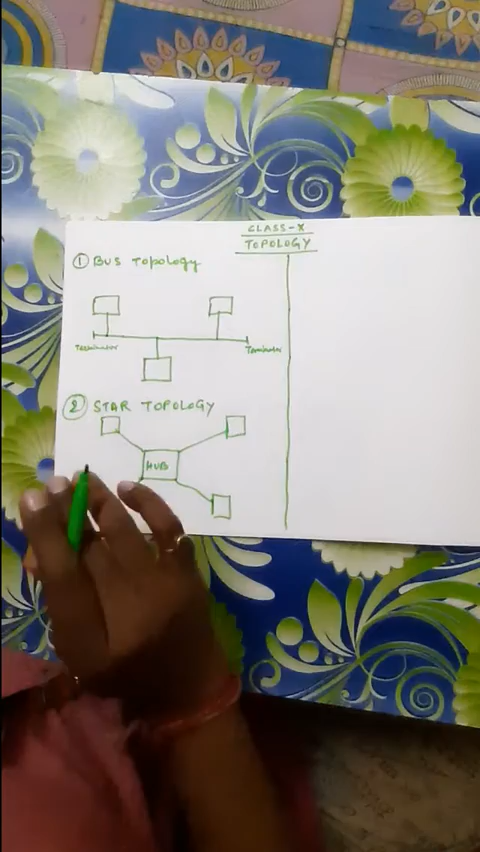 CLASS-X
TOPOLOGY
① BUS Topology
Terminator
Terminator
② STAR TOPOLOGY
HUB